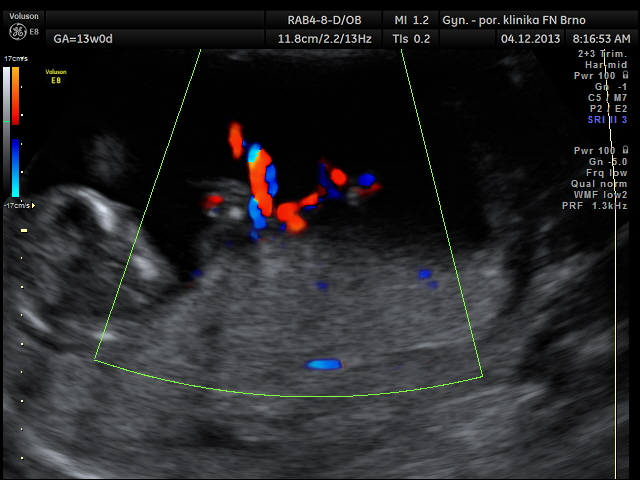 Voluson
E8
RAB4-8-D/OB
MI 1.2
Gyn. - por. klinika FN Brno
GA=13w0d
11.8cm/2.2/13Hz
TIs 0.2
04.12.2013
8:16:53 AM
17cm/s
-17cm/s
Voluson
E8
2+3 Trim.
Har mid
Pwr 100
Gn -1
C5 / M7
P2 / E2
SRI II 3
Pwr 100
Gn -5.0
Frq low
Qual norm
WMF low2
PRF 1.3kHz